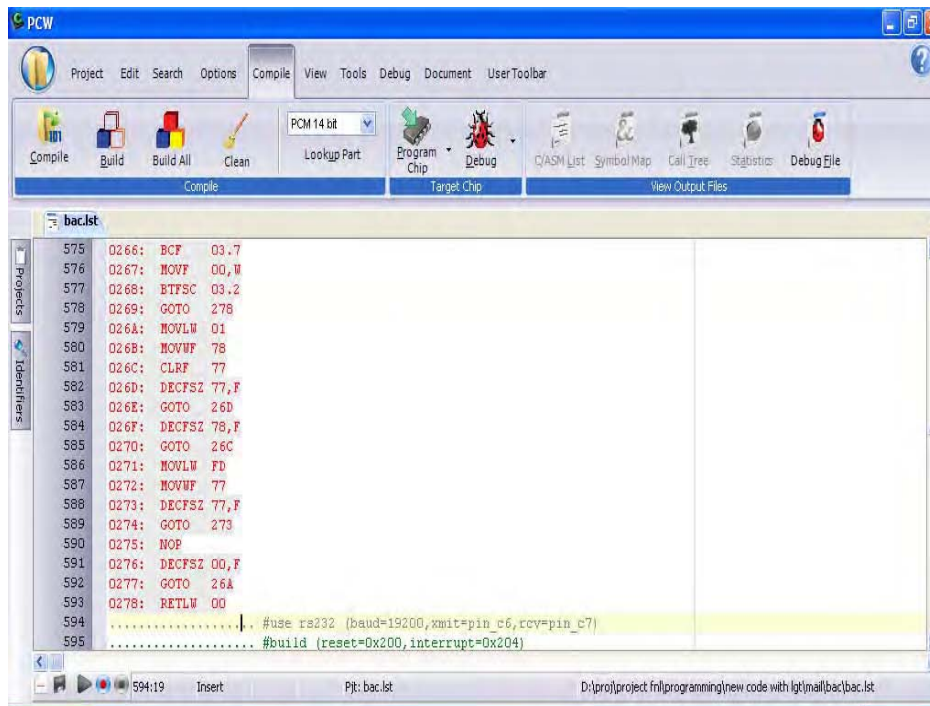 PCW
Project Edit Search Options Compile View Tools Debug Document User Toolbar
101
Compile Build Build All Clean
PCM 14 bit
Lookup Part
Program Chip Debug
C/ASM List Symbol Map Call Tree Statistics Debug File
Compile Target Chip View Output Files
bac.lst
Projects
Identifiers
575 0266: BCF 03.7
576 0267: MOVF 00,W
577 0268: BTFSC 03.2
578 0269: GOTO 278
579 026A: MOVLW 01
580 026B: MOVWF 78
581 026C: CLRF 77
582 026D: DECFSZ 77,F
583 026E: GOTO 26D
584 026F: DECFSZ 78,F
585 0270: GOTO 26C
586 0271: MOVLW FD
587 0272: MOVWF 77
588 0273: DECFSZ 77,F
589 0274: GOTO 273
590 0275: NOP
591 0276: DECFSZ 00,F
592 0277: GOTO 26A
593 0278: RETLW 00
594 .................... #use rs232 (baud=19200,xmit=pin_c6,rcv=pin_c7)
595 .................... #build (reset=0x200,interrupt=0x204)
594:19 Insert Pjt: bac.lst D:\proj\project fnl\programming\new code with lgt\mail\bac\bac.lst